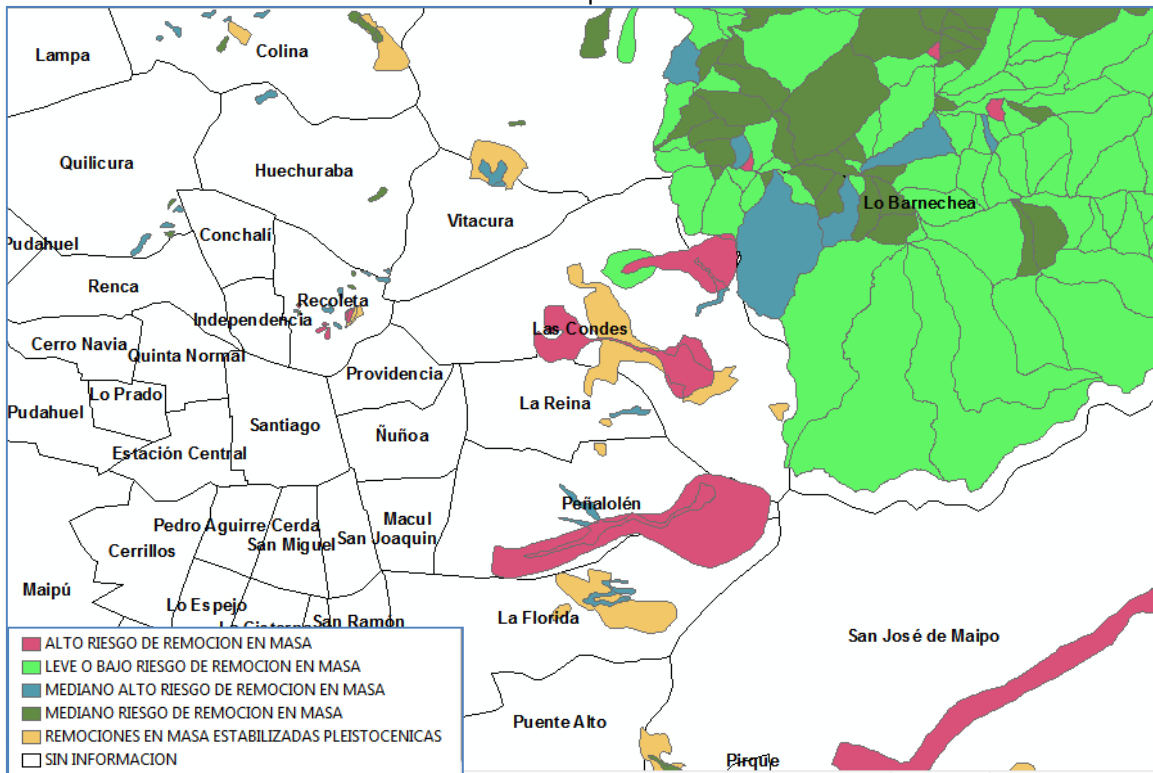 Lampa
Colina
Quilicura
Huechuraba
Vitacura
Lo Barnechea
Conchalí
Pudahuel
Renca
Recoleta
Independencia
Las Condes
Cerro Navia
Quinta Normal
Providencia
Lo Prado
La Reina
Pudahuel
Santiago
Ñuñoa
Estación Central
Peñalolén
Pedro Aguirre Cerda
Macul
San Miguel
San Joaquin
Cerrillos
Maipú
Lo Espejo
San Ramón
La Florida
San José de Maipo
Puente Alto
Pirque
ALTO RIESGO DE REMOCION EN MASA
LEVE O BAJO RIESGO DE REMOCION EN MASA
MEDIANO ALTO RIESGO DE REMOCION EN MASA
MEDIANO RIESGO DE REMOCION EN MASA
REMOCIONES EN MASA ESTABILIZADAS PLEISTOCENICAS
SIN INFORMACION